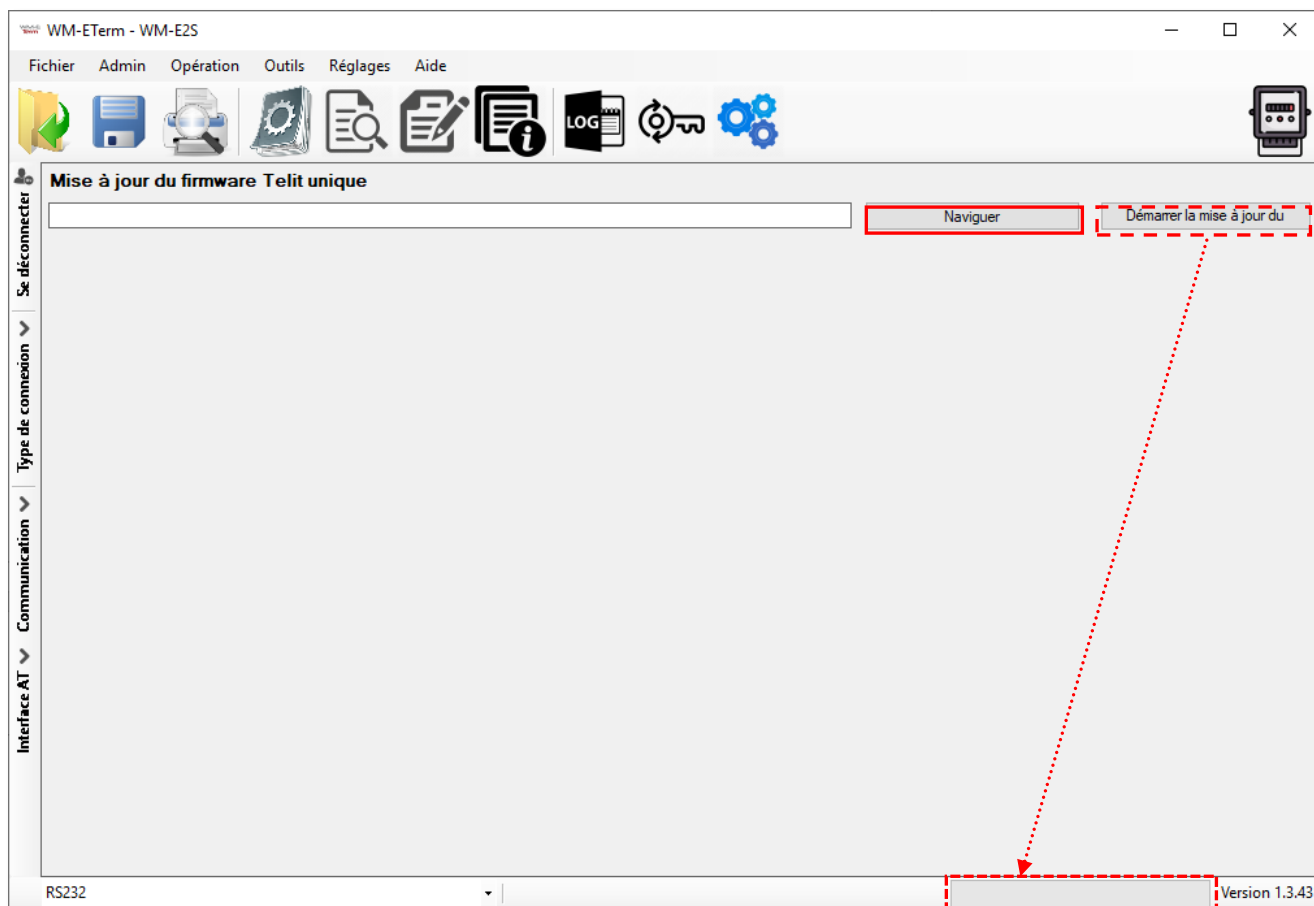 WM-ETerm - WM-E2S
Fichier Admin Opération Outils Réglages Aide
LOG
Mise à jour du firmware Telit unique
Naviguer
Démarrer la mise à jour du
Se déconnecter
Type de connexion
Communication
Interface AT
RS232
Version 1.3.43